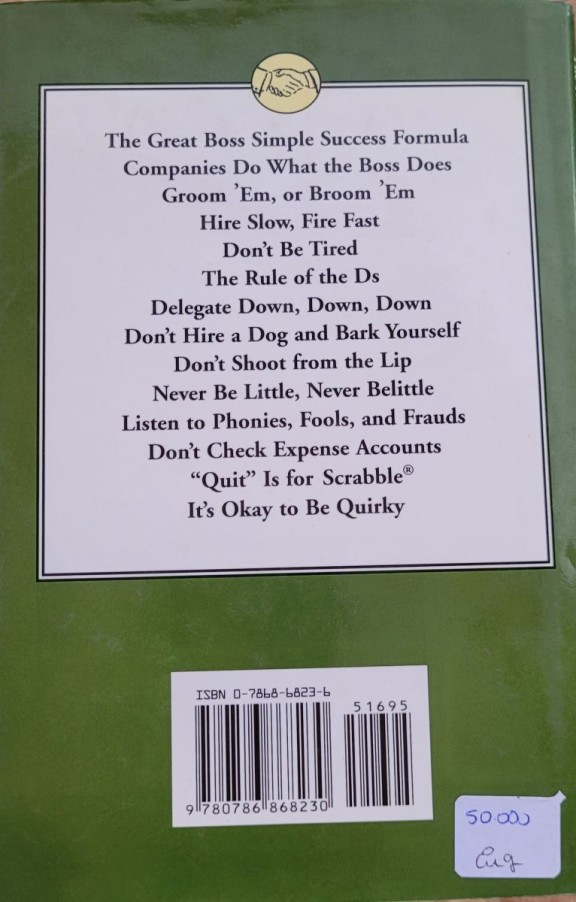 The Great Boss Simple Success Formula
Companies Do What the Boss Does
Groom 'Em, or Broom 'Em
Hire Slow, Fire Fast
Don't Be Tired
The Rule of the Ds
Delegate Down, Down, Down
Don't Hire a Dog and Bark Yourself
Don't Shoot from the Lip
Never Be Little, Never Belittle
Listen to Phonies, Fools, and Frauds
Don't Check Expense Accounts
“Quit” Is for Scrabble®
It's Okay to Be Quirky
ISBN 0-7868-6823-6
51695
9 780786 868230
50.000
Eng